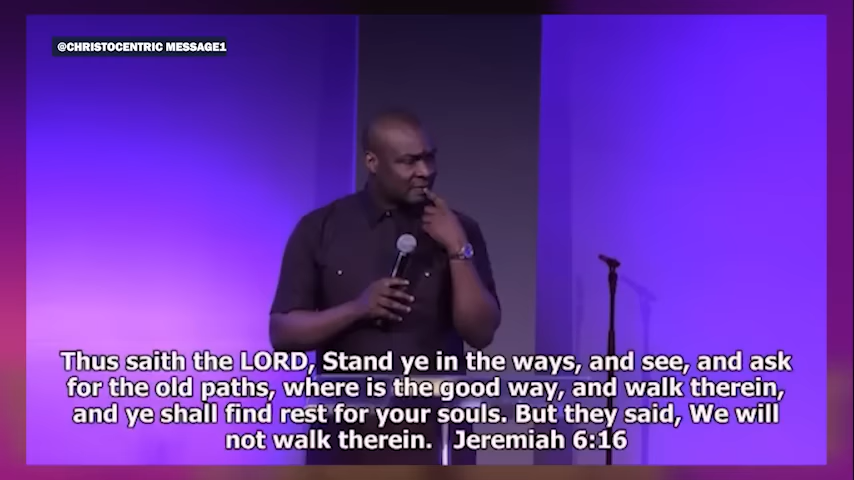 @CHRISTOCENTRIC MESSAGE1
Thus saith the LORD, Stand ye in the ways, and see, and ask
for the old paths, where is the good way, and walk therein,
and ye shall find rest for your souls. But they said, We will
not walk therein. Jeremiah 6:16